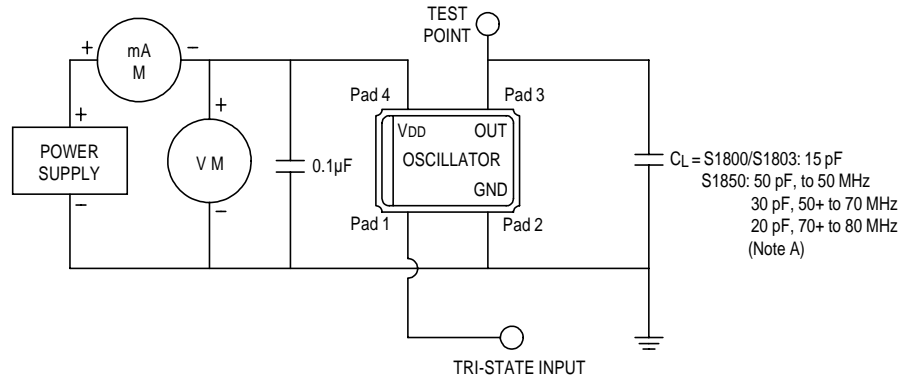 TEST
POINT
+
mA
M
–
Pad 4
Pad 3
+
POWER
SUPPLY
–
+
V M
–
0.1µF
VDD
OUT
OSCILLATOR
GND
CL = S1800/S1803: 15 pF
S1850: 50 pF, to 50 MHz
30 pF, 50+ to 70 MHz
20 pF, 70+ to 80 MHz
(Note A)
Pad 1
Pad 2
TRI-STATE INPUT